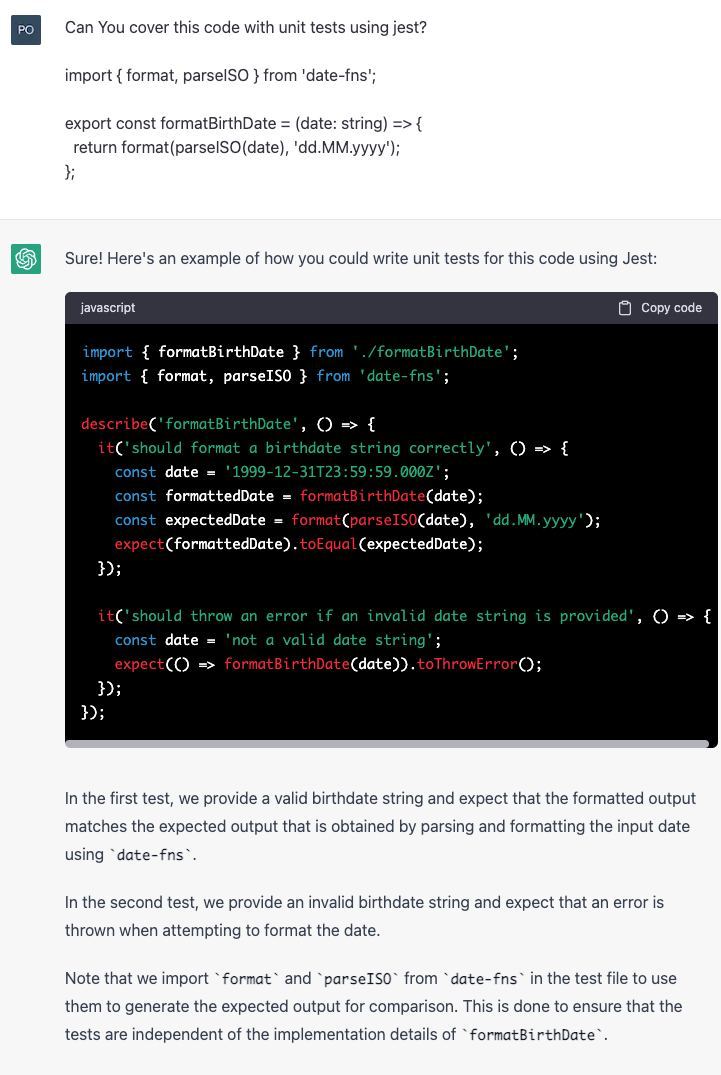 PO
Can You cover this code with unit tests using jest?
import { format, parseISO } from 'date-fns';
export const formatBirthDate = (date: string) => {
return format(parseISO(date), 'dd.MM.yyyy');
};
Sure! Here's an example of how you could write unit tests for this code using Jest:
javascript
Copy code
import { formatBirthDate } from './formatBirthDate';
import { format, parseISO } from 'date-fns';
describe('formatBirthDate', () => {
it('should format a birthdate string correctly', () => {
const date = '1999-12-31T23:59:59.000Z';
const formattedDate = formatBirthDate(date);
const expectedDate = format(parseISO(date), 'dd.MM.yyyy');
expect(formattedDate).toEqual(expectedDate);
});
it('should throw an error if an invalid date string is provided', () => {
const date = 'not a valid date string';
expect(() => formatBirthDate(date)).toThrowError();
});
});
In the first test, we provide a valid birthdate string and expect that the formatted output
matches the expected output that is obtained by parsing and formatting the input date
using `date-fns`.
In the second test, we provide an invalid birthdate string and expect that an error is
thrown when attempting to format the date.
Note that we import `format` and `parseISO` from `date-fns` in the test file to use
them to generate the expected output for comparison. This is done to ensure that the
tests are independent of the implementation details of `formatBirthDate`.